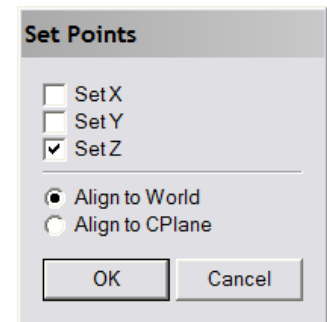 Set Points
Set X
Set Y
Set Z
Align to World
Align to CPlane
OK
Cancel